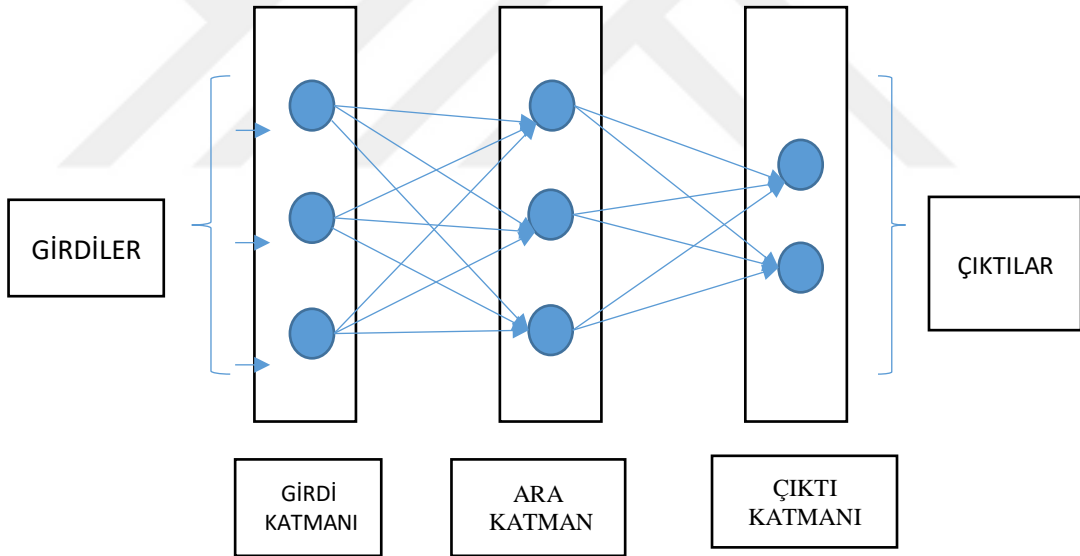 GİRDİLER
ÇIKTILAR
GİRDİ
KATMANI
ARA
KATMAN
ÇIKTI
KATMANI